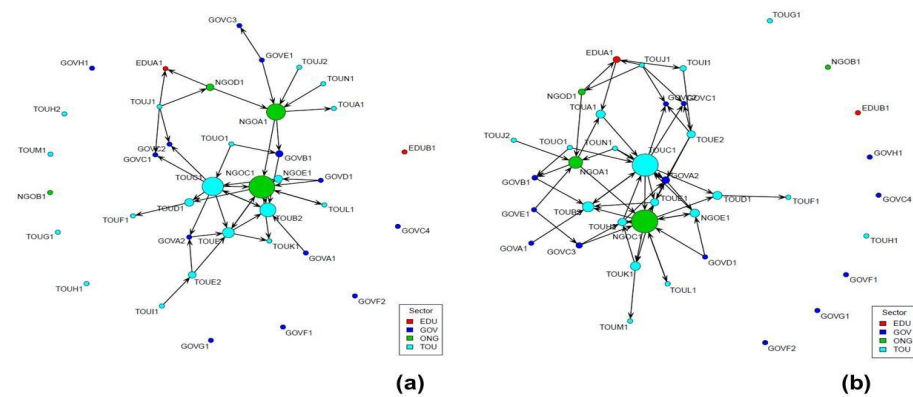 GOVC3
GOVE1
TOUJ2
GOVH1
EDUA1
NGOD1
TOUN1
TOUJ1
TOUA1
TOUH2
NGOA1
TOUO1
GOVC2
GOVC1
GOVB1
TOUM1
EDUB1
NGOC1
NGOE1
GOVD1
NGOB1
TOUD1
TOUL1
TOUF1
TOUB2
GOVC4
TOUG1
GOVA2
TOUK1
GOVA1
TOUE2
TOUH1
TOUI1
GOVF2
GOVF1
GOVG1
Sector
EDU
GOV
ONG
TOU
(a)
TOUG1
EDUA1
TOUJ1
TOUI1
NGOB1
NGOD1
TOUA1
GOVC1
EDUB1
TOUJ2
TOUO1
TOUN1
TOUC1
TOUE2
NGOA1
GOVH1
GOVB1
GOVA2
TOUD1
TOUF1
GOVC4
GOVE1
NGOE1
TOUH1
NGOC1
GOVA1
GOVC3
GOVD1
TOUK1
TOUL1
GOVF1
GOVG1
TOUM1
GOVF2
Sector
EDU
GOV
ONG
TOU
(b)